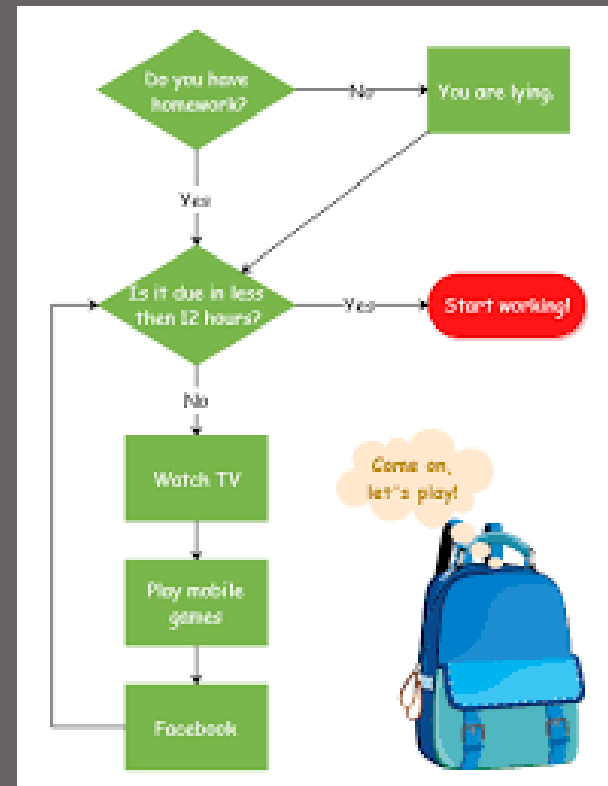 Do you have
homework?
No
You are lying.
Yes
Is it due in less
then 12 hours?
Yes
Start working!
No
Watch TV
Come on,
let's play!
Play mobile
games
Facebook